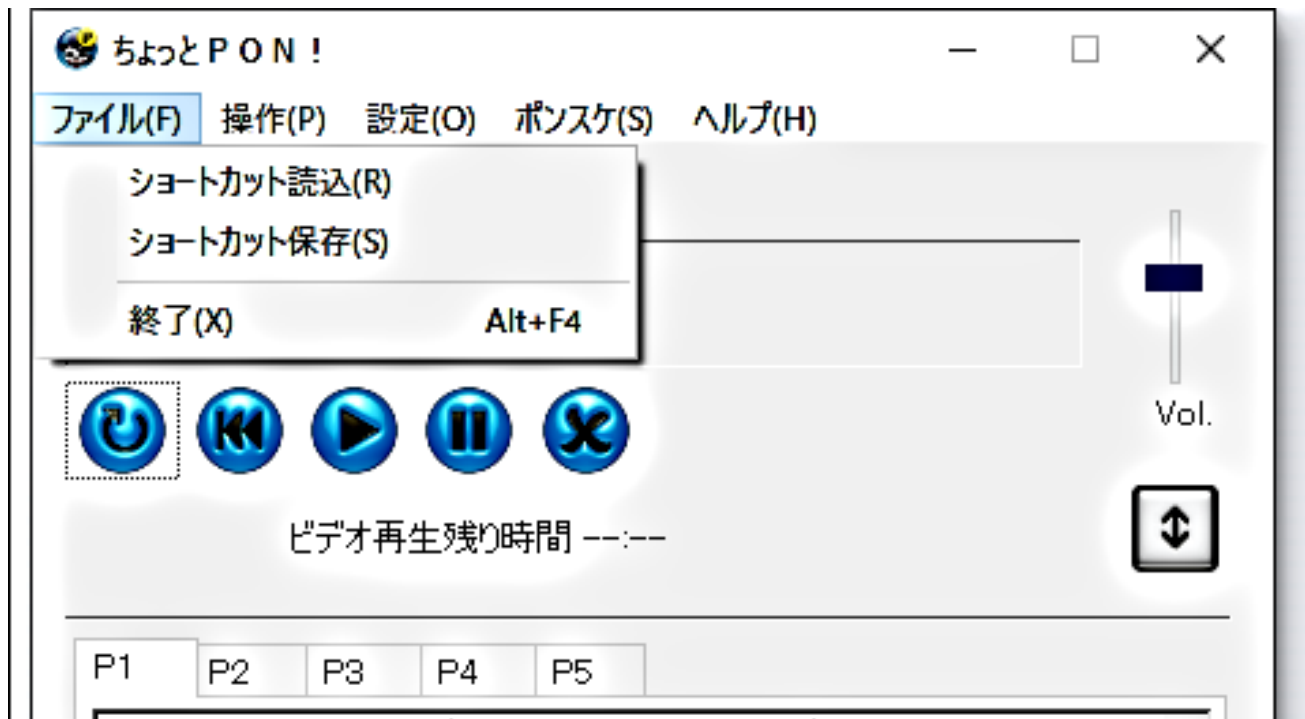 ちょっとＰＯＮ！
ファイル(F) 操作(P) 設定(O) ポンスケ(S) ヘルプ(H)
ショートカット読込(R)
ショートカット保存(S)
終了(X) Alt+F4
Vol.
ビデオ再生残り時間 --:--
P1 P2 P3 P4 P5